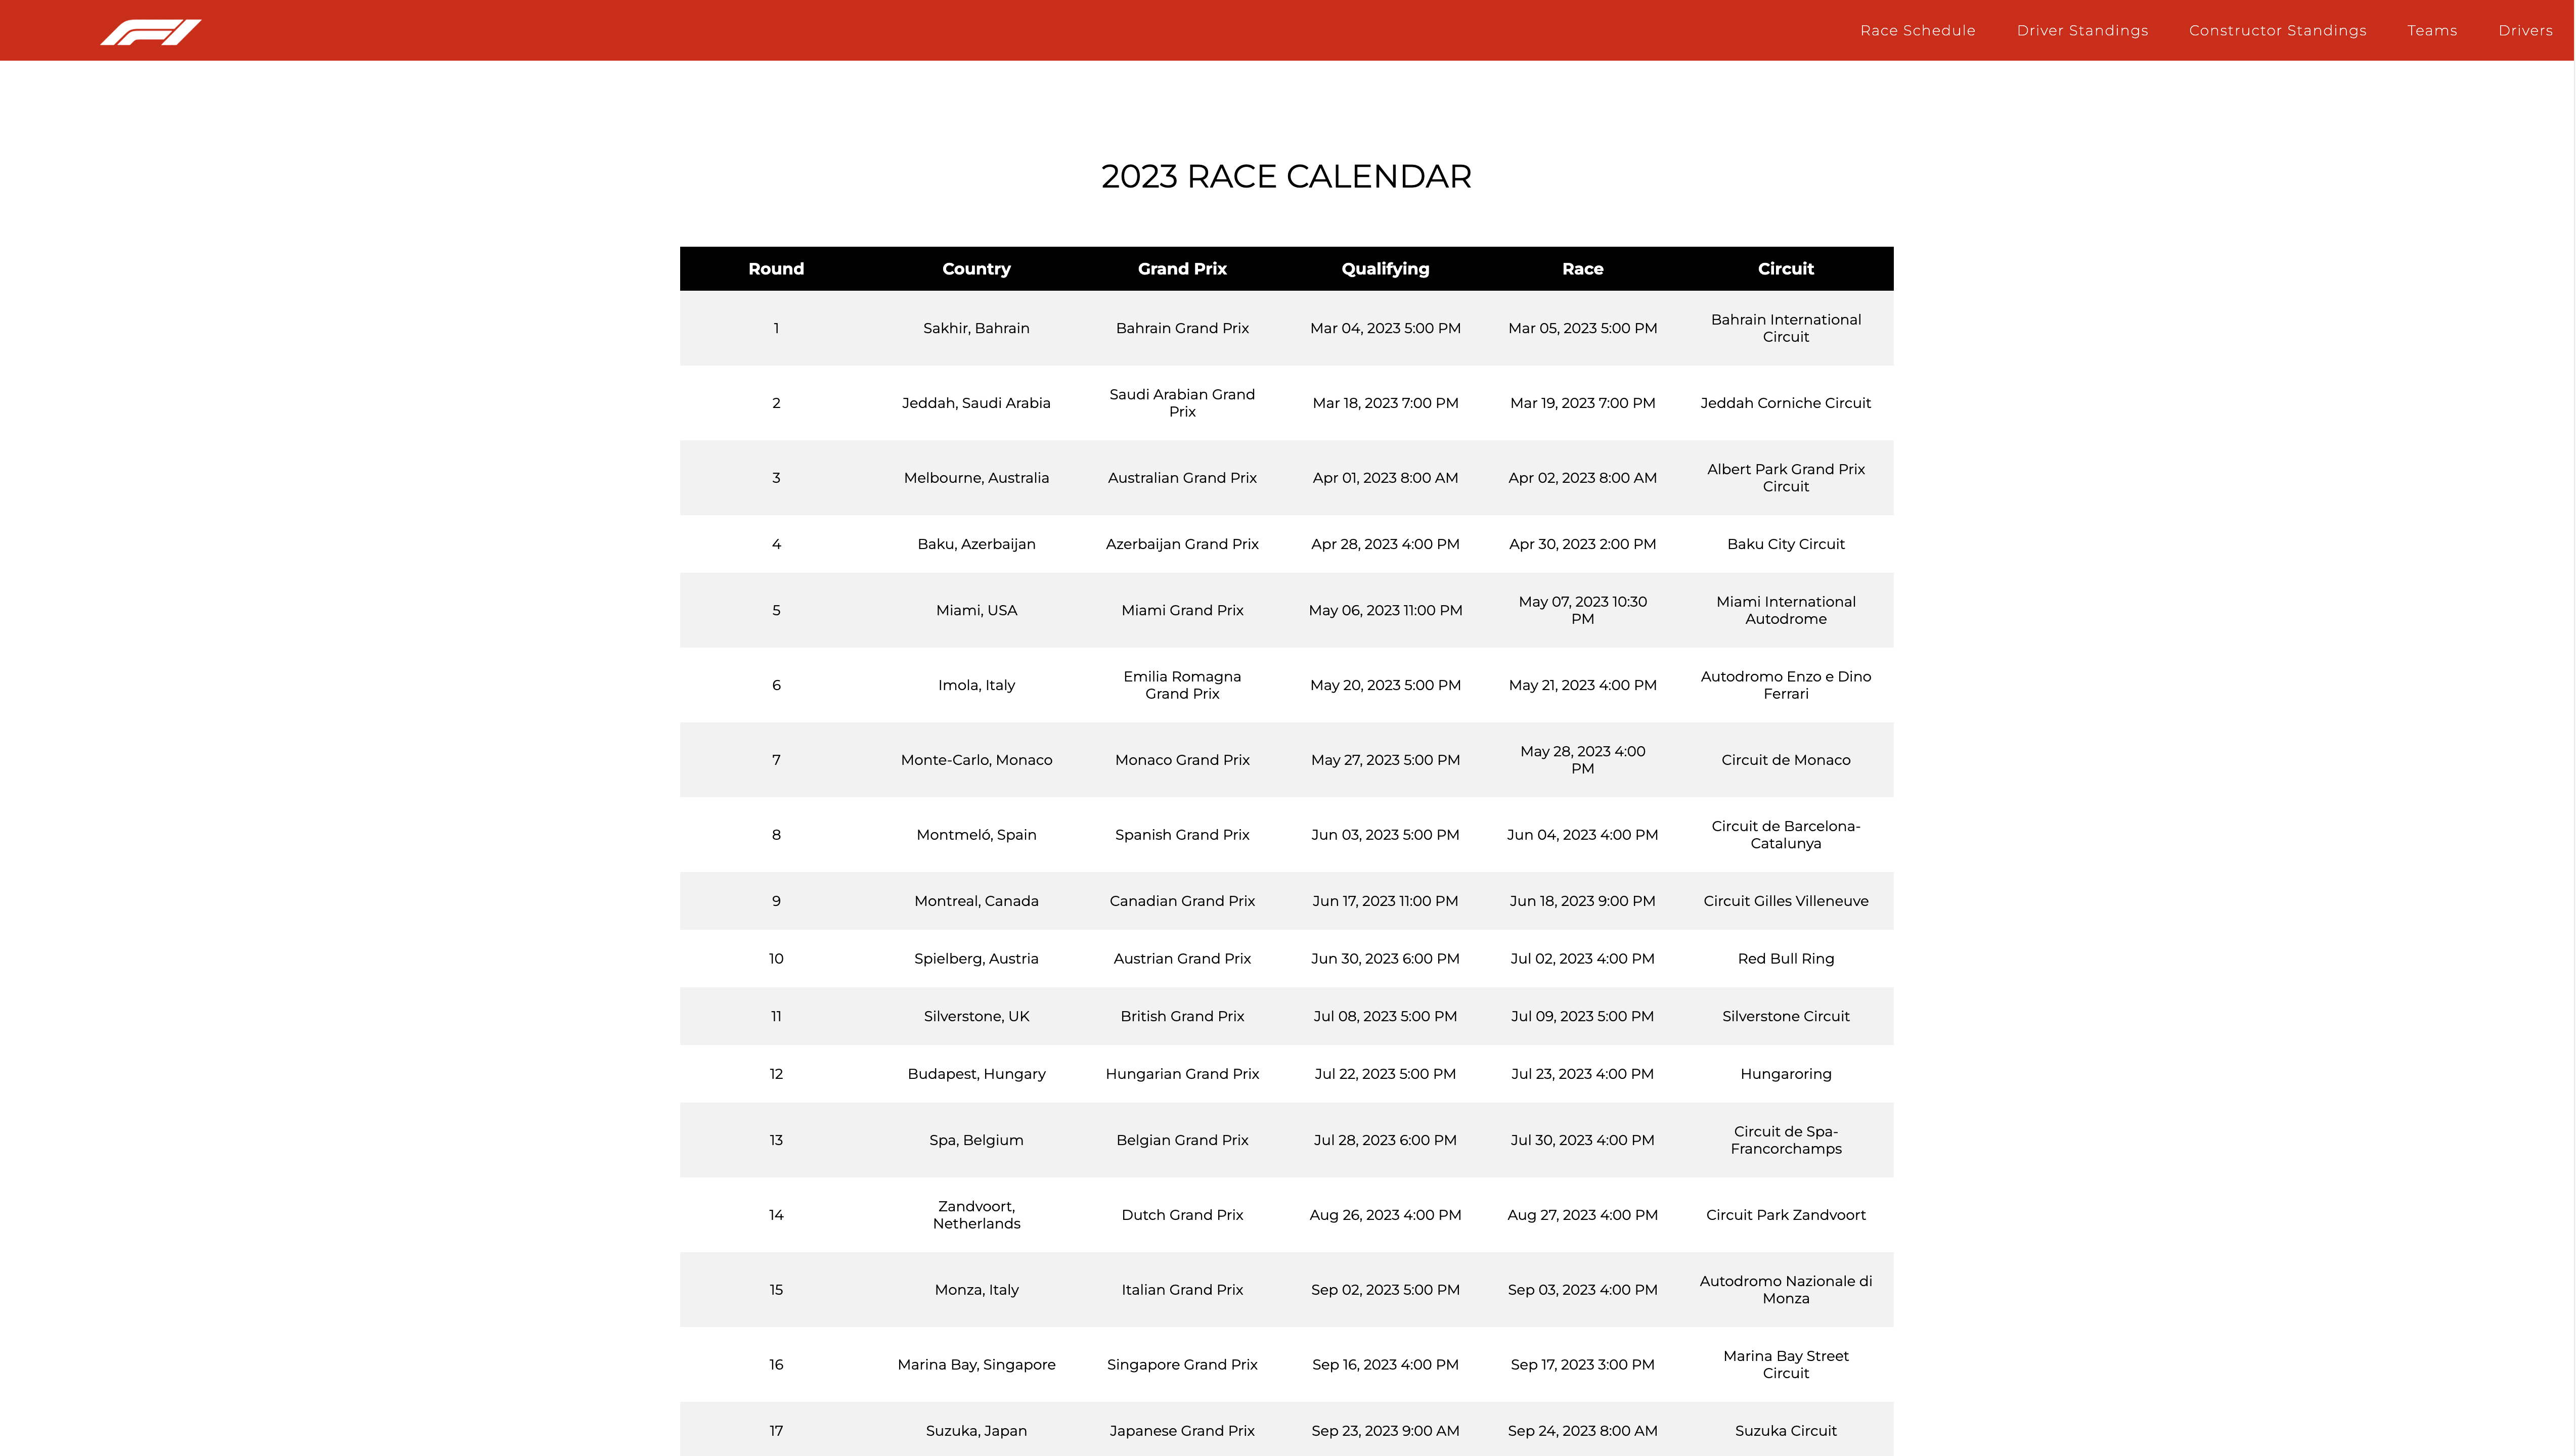 F1
Race Schedule Driver Standings Constructor Standings Teams Drivers
2023 RACE CALENDAR
Round Country Grand Prix Qualifying Race Circuit
1 Sakhir, Bahrain Bahrain Grand Prix Mar 04, 2023 5:00 PM Mar 05, 2023 5:00 PM Bahrain International
Circuit
2 Jeddah, Saudi Arabia Saudi Arabian Grand
Prix Mar 18, 2023 7:00 PM Mar 19, 2023 7:00 PM Jeddah Corniche Circuit
3 Melbourne, Australia Australian Grand Prix Apr 01, 2023 8:00 AM Apr 02, 2023 8:00 AM Albert Park Grand Prix
Circuit
4 Baku, Azerbaijan Azerbaijan Grand Prix Apr 28, 2023 4:00 PM Apr 30, 2023 2:00 PM Baku City Circuit
5 Miami, USA Miami Grand Prix May 06, 2023 11:00 PM May 07, 2023 10:30
PM Miami International
Autodrome
6 Imola, Italy Emilia Romagna
Grand Prix May 20, 2023 5:00 PM May 21, 2023 4:00 PM Autodromo Enzo e Dino
Ferrari
7 Monte-Carlo, Monaco Monaco Grand Prix May 27, 2023 5:00 PM May 28, 2023 4:00
PM Circuit de Monaco
8 Montmeló, Spain Spanish Grand Prix Jun 03, 2023 5:00 PM Jun 04, 2023 4:00 PM Circuit de Barcelona-
Catalunya
9 Montreal, Canada Canadian Grand Prix Jun 17, 2023 11:00 PM Jun 18, 2023 9:00 PM Circuit Gilles Villeneuve
10 Spielberg, Austria Austrian Grand Prix Jun 30, 2023 6:00 PM Jul 02, 2023 4:00 PM Red Bull Ring
11 Silverstone, UK British Grand Prix Jul 08, 2023 5:00 PM Jul 09, 2023 5:00 PM Silverstone Circuit
12 Budapest, Hungary Hungarian Grand Prix Jul 22, 2023 5:00 PM Jul 23, 2023 4:00 PM Hungaroring
13 Spa, Belgium Belgian Grand Prix Jul 28, 2023 6:00 PM Jul 30, 2023 4:00 PM Circuit de Spa-
Francorchamps
14 Zandvoort,
Netherlands Dutch Grand Prix Aug 26, 2023 4:00 PM Aug 27, 2023 4:00 PM Circuit Park Zandvoort
15 Monza, Italy Italian Grand Prix Sep 02, 2023 5:00 PM Sep 03, 2023 4:00 PM Autodromo Nazionale di
Monza
16 Marina Bay, Singapore Singapore Grand Prix Sep 16, 2023 4:00 PM Sep 17, 2023 3:00 PM Marina Bay Street
Circuit
17 Suzuka, Japan Japanese Grand Prix Sep 23, 2023 9:00 AM Sep 24, 2023 8:00 AM Suzuka Circuit